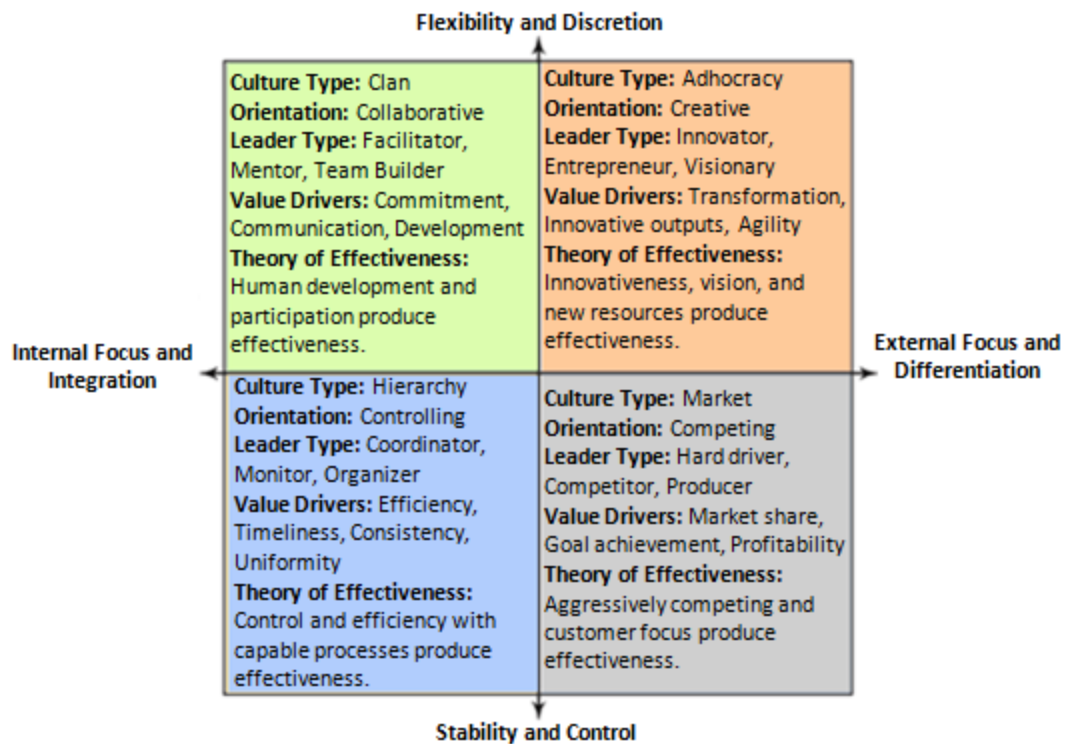 Flexibility and Discretion
Culture Type: Clan
Orientation: Collaborative
Leader Type: Facilitator,
Mentor, Team Builder
Value Drivers: Commitment,
Communication, Development
Theory of Effectiveness:
Human development and
participation produce
effectiveness.
Culture Type: Adhocracy
Orientation: Creative
Leader Type: Innovator,
Entrepreneur, Visionary
Value Drivers: Transformation,
Innovative outputs, Agility
Theory of Effectiveness:
Innovativeness, vision, and
new resources produce
effectiveness.
Internal Focus and
Integration
External Focus and
Differentiation
Culture Type: Hierarchy
Orientation: Controlling
Leader Type: Coordinator,
Monitor, Organizer
Value Drivers: Efficiency,
Timeliness, Consistency,
Uniformity
Theory of Effectiveness:
Control and efficiency with
capable processes produce
effectiveness.
Culture Type: Market
Orientation: Competing
Leader Type: Hard driver,
Competitor, Producer
Value Drivers: Market share,
Goal achievement, Profitability
Theory of Effectiveness:
Aggressively competing and
customer focus produce
effectiveness.
Stability and Control